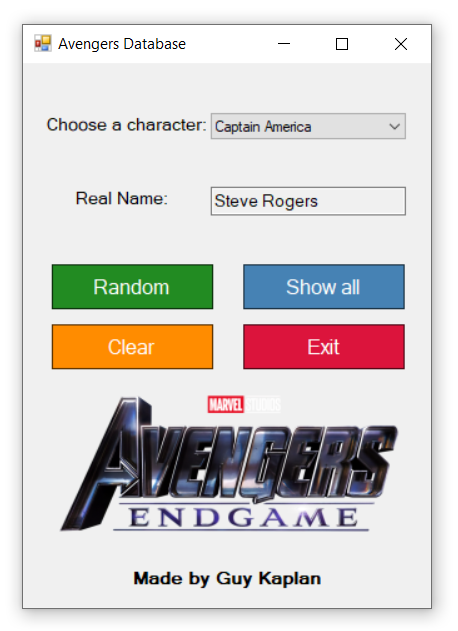 Avengers Database
Choose a character: Captain America
Real Name: Steve Rogers
Random Show all
Clear Exit
MARVEL STUDIOS
AVENGERS
ENDGAME
Made by Guy Kaplan